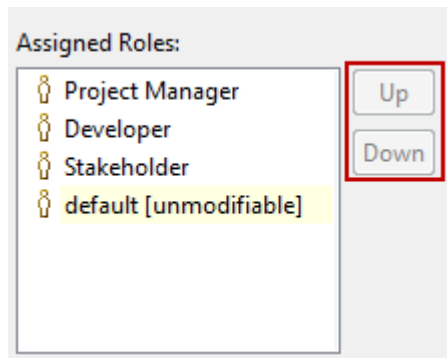 Assigned Roles:
Project Manager
Developer
Stakeholder
default [unmodifiable]
Up
Down